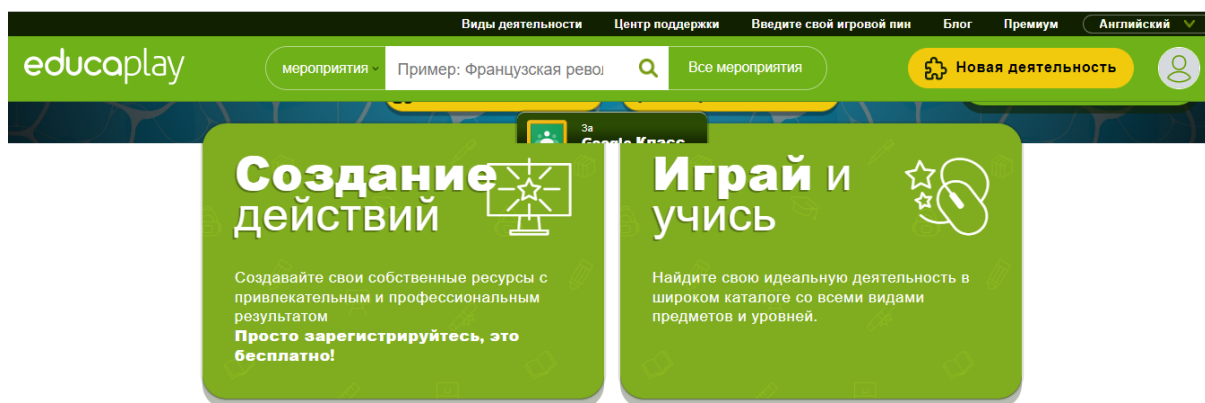 Виды деятельности Центр поддержки Введите свой игровой пин Блог Премиум Английский
educaplay мероприятия Пример: Французская рево Все мероприятия Новая деятельность
За
Google Класс
Создание
действий
Создавайте свои собственные ресурсы с
привлекательным и профессиональным
результатом
Просто зарегистрируйтесь, это
бесплатно!
Играй и
учись
Найдите свою идеальную деятельность в
широком каталоге со всеми видами
предметов и уровней.